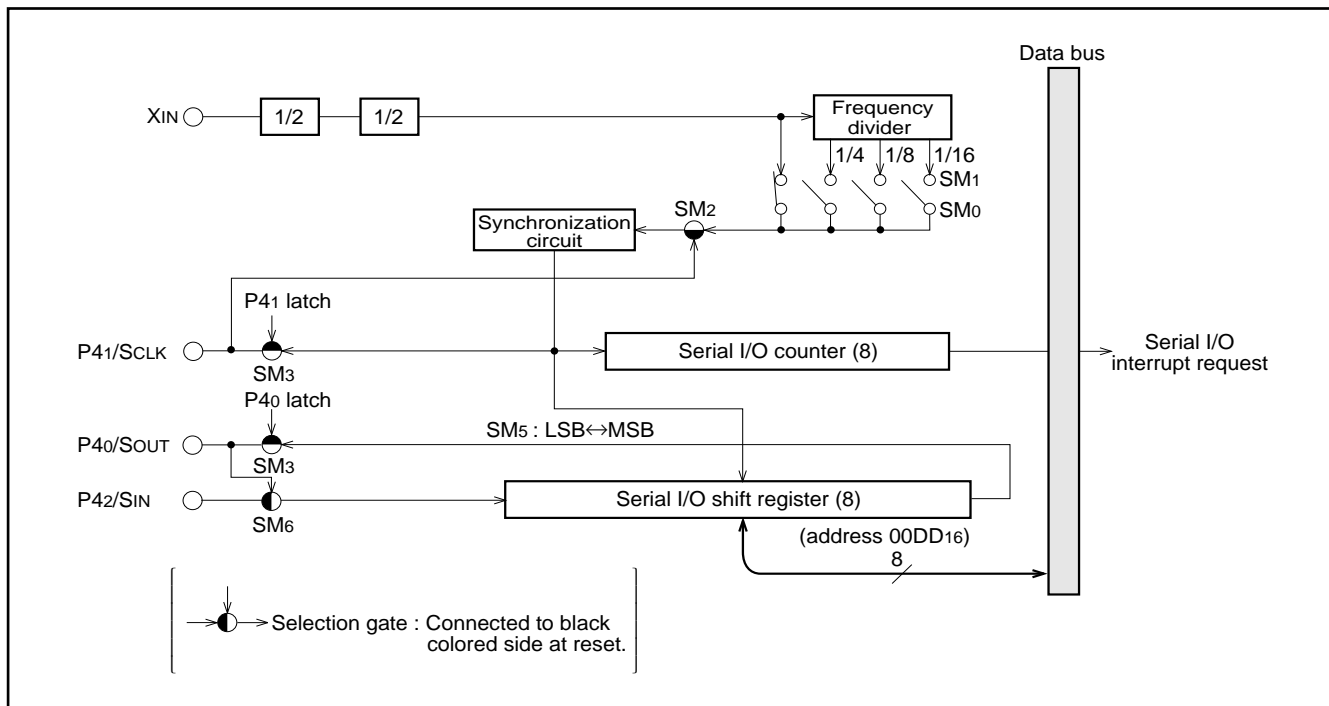 Data bus
XIN
1/2
1/2
Frequency
divider
1/4
1/8
1/16
SM1
SM0
SM2
Synchronization
circuit
P41 latch
P41/SCLK
SM3
Serial I/O counter (8)
Serial I/O
interrupt request
P40 latch
P40/SOUT
SM3
SM5 : LSB↔MSB
P42/SIN
SM6
Serial I/O shift register (8)
(address 00DD16)
8
Selection gate : Connected to black
colored side at reset.